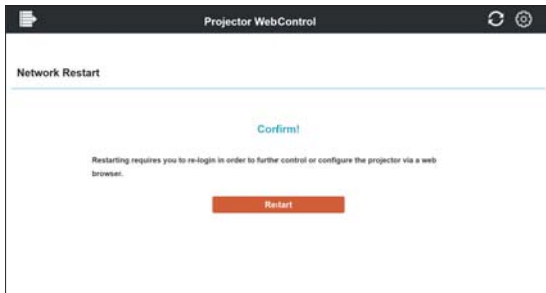 Projector WebControl
Network Restart
Confirm!
Restarting requires you to re-login in order to furthe control or configure the projector via a web
browser.
Restart